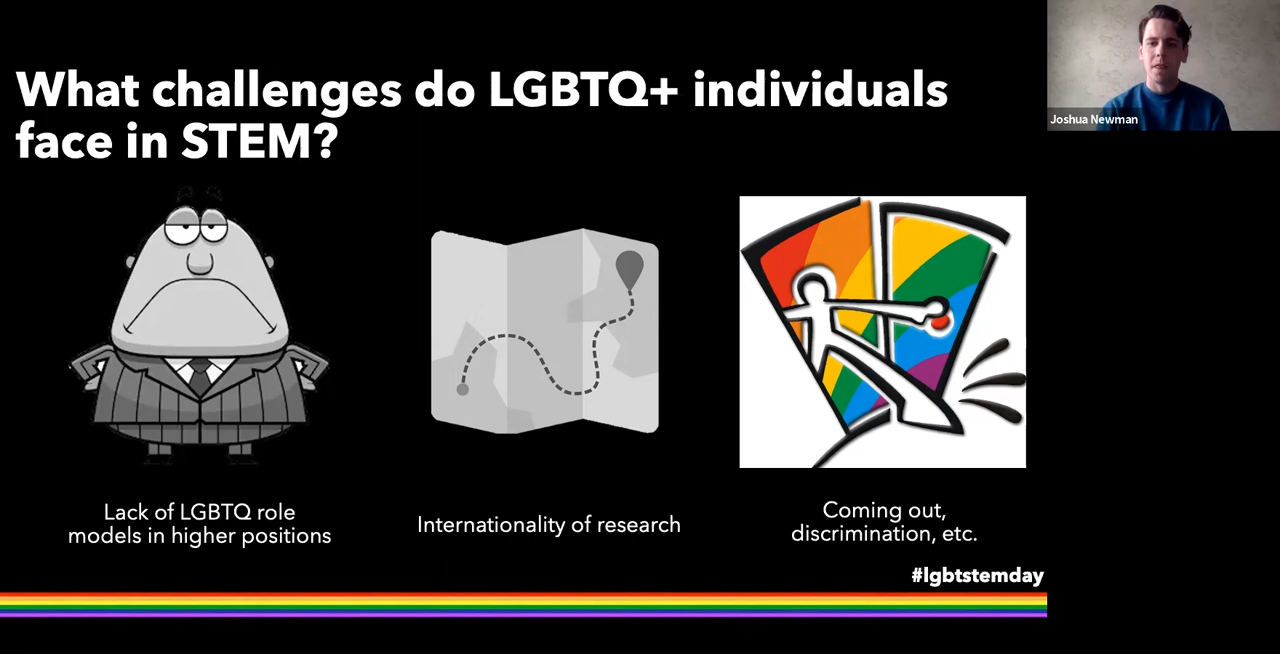 What challenges do LGBTQ+ individuals
face in STEM?
Joshua Newman
Lack of LGBTQ role
models in higher positions
Internationality of research
Coming out,
discrimination, etc.
#lgbtstemday